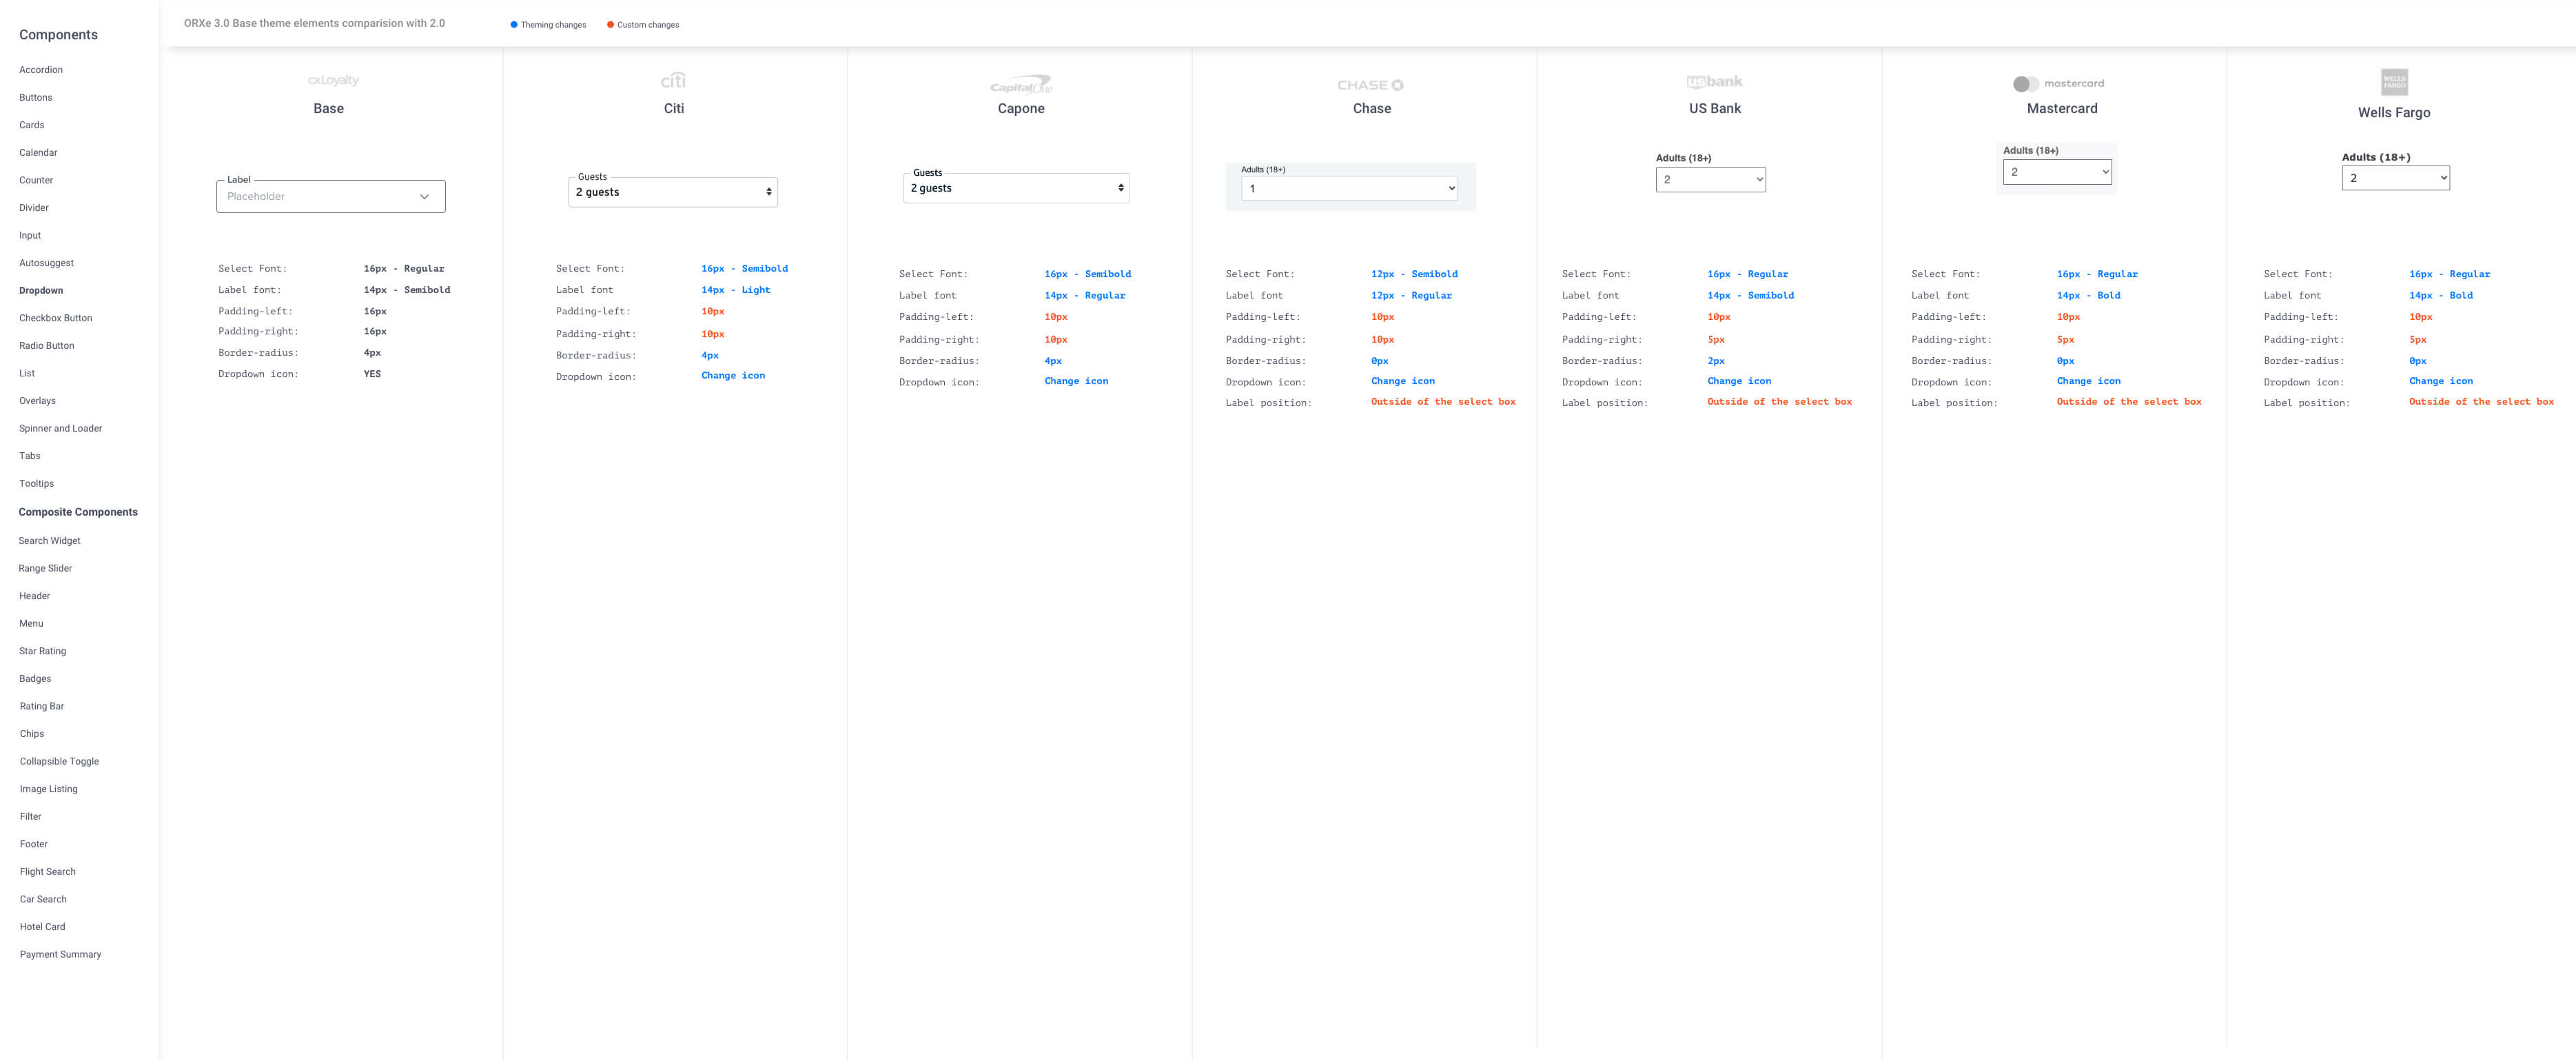 Components
Accordion
Buttons
Cards
Calendar
Counter
Divider
Input
Autosuggest
Dropdown
Checkbox Button
Radio Button
List
Overlays
Spinner and Loader
Tabs
Tooltips
Composite Components
Search Widget
Range Slider
Header
Menu
Star Rating
Badges
Rating Bar
Chips
Collapsible Toggle
Image Listing
Filter
Footer
Flight Search
Car Search
Hotel Card
Payment Summary
ORXe 3.0 Base theme elements comparision with 2.0
Theming changes
Custom changes
cxLoyalty
Base
Label
Placeholder
Select Font: 16px - Regular
Label font: 14px - Semibold
Padding-left: 16px
Padding-right: 16px
Border-radius: 4px
Dropdown icon: YES
citi
Citi
Guests
2 guests
Select Font: 16px - Semibold
Label font 14px - Light
Padding-left: 10px
Padding-right: 10px
Border-radius: 4px
Dropdown icon: Change icon
Capital One
Capone
Guests
2 guests
Select Font: 16px - Semibold
Label font 14px - Regular
Padding-left: 10px
Padding-right: 10px
Border-radius: 4px
Dropdown icon: Change icon
CHASE
Chase
Adults (18+)
1
Select Font: 12px - Semibold
Label font 12px - Regular
Padding-left: 10px
Padding-right: 10px
Border-radius: 0px
Dropdown icon: Change icon
Label position: Outside of the select box
usbank
US Bank
Adults (18+)
2
Select Font: 16px - Regular
Label font 14px - Semibold
Padding-left: 10px
Padding-right: 5px
Border-radius: 2px
Dropdown icon: Change icon
Label position: Outside of the select box
mastercard
Mastercard
Adults (18+)
2
Select Font: 16px - Regular
Label font 14px - Bold
Padding-left: 10px
Padding-right: 5px
Border-radius: 0px
Dropdown icon: Change icon
Label position: Outside of the select box
WELLS
FARGO
Wells Fargo
Adults (18+)
2
Select Font: 16px - Regular
Label font 14px - Bold
Padding-left: 10px
Padding-right: 5px
Border-radius: 0px
Dropdown icon: Change icon
Label position: Outside of the select box